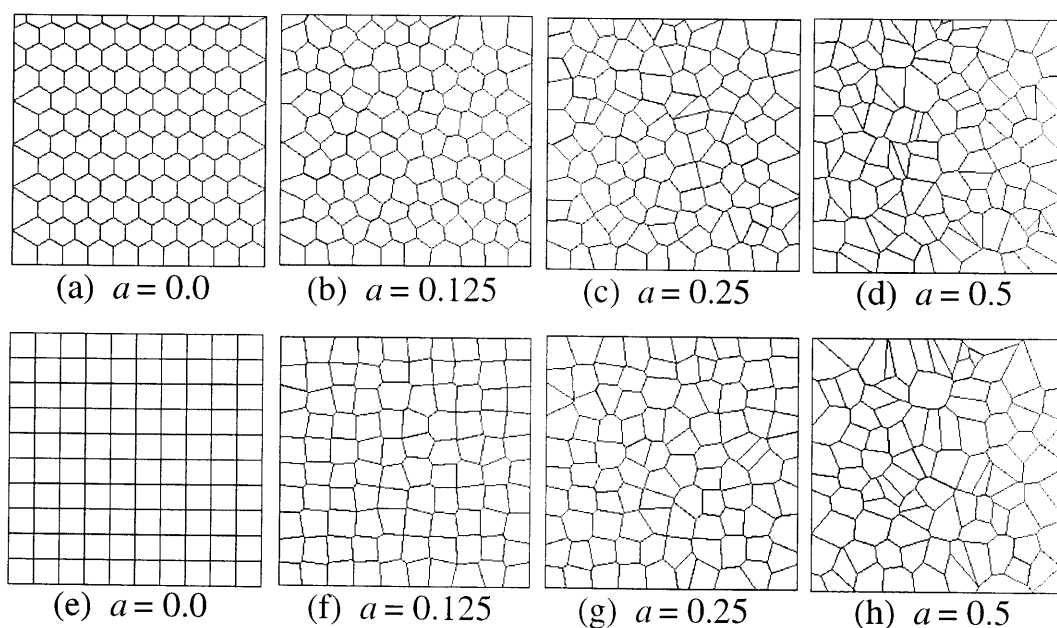 (a) a = 0.0 (b) a = 0.125 (c) a = 0.25 (d) a = 0.5
(e) a = 0.0 (f) a = 0.125 (g) a = 0.25 (h) a = 0.5